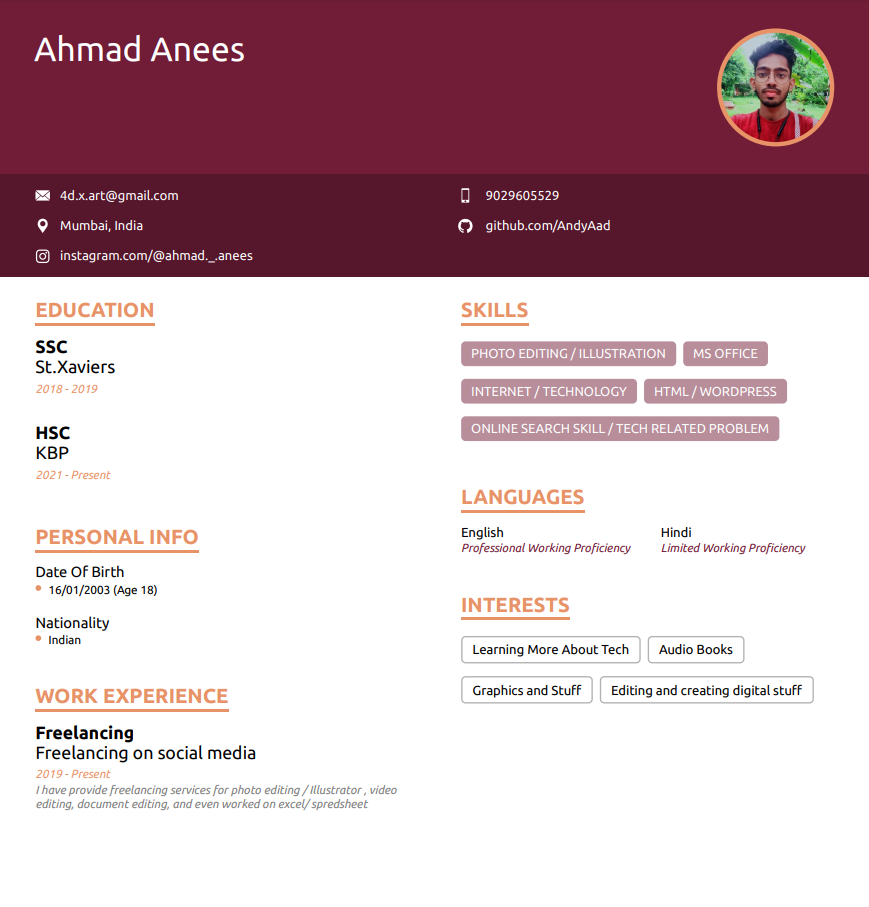 Ahmad Anees
4d.x.art@gmail.com
9029605529
Mumbai, India
github.com/AndyAad
instagram.com/@ahmad._.anees
EDUCATION
SSC
St.Xaviers
2018 - 2019
HSC
KBP
2021 - Present
PERSONAL INFO
Date Of Birth
16/01/2003 (Age 18)
Nationality
Indian
WORK EXPERIENCE
Freelancing
Freelancing on social media
2019 - Present
I have provide freelancing services for photo editing / Illustrator , video
editing, document editing, and even worked on excel/ spredsheet
SKILLS
PHOTO EDITING / ILLUSTRATION
MS OFFICE
INTERNET / TECHNOLOGY
HTML / WORDPRESS
ONLINE SEARCH SKILL / TECH RELATED PROBLEM
LANGUAGES
English
Professional Working Proficiency
Hindi
Limited Working Proficiency
INTERESTS
Learning More About Tech
Audio Books
Graphics and Stuff
Editing and creating digital stuff